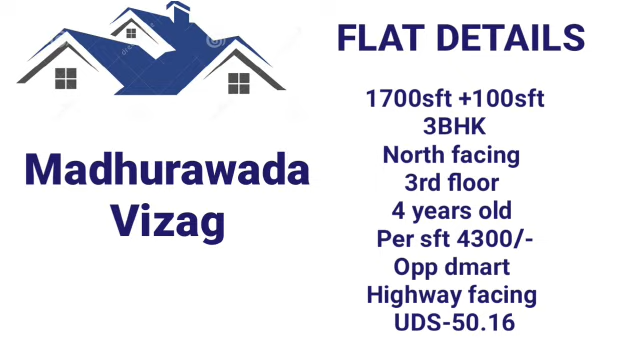 Madhurawada
Vizag
FLAT DETAILS
1700sft +100sft
3BHK
North facing
3rd floor
4 years old
Per sft 4300/-
Opp dmart
Highway facing
UDS-50.16